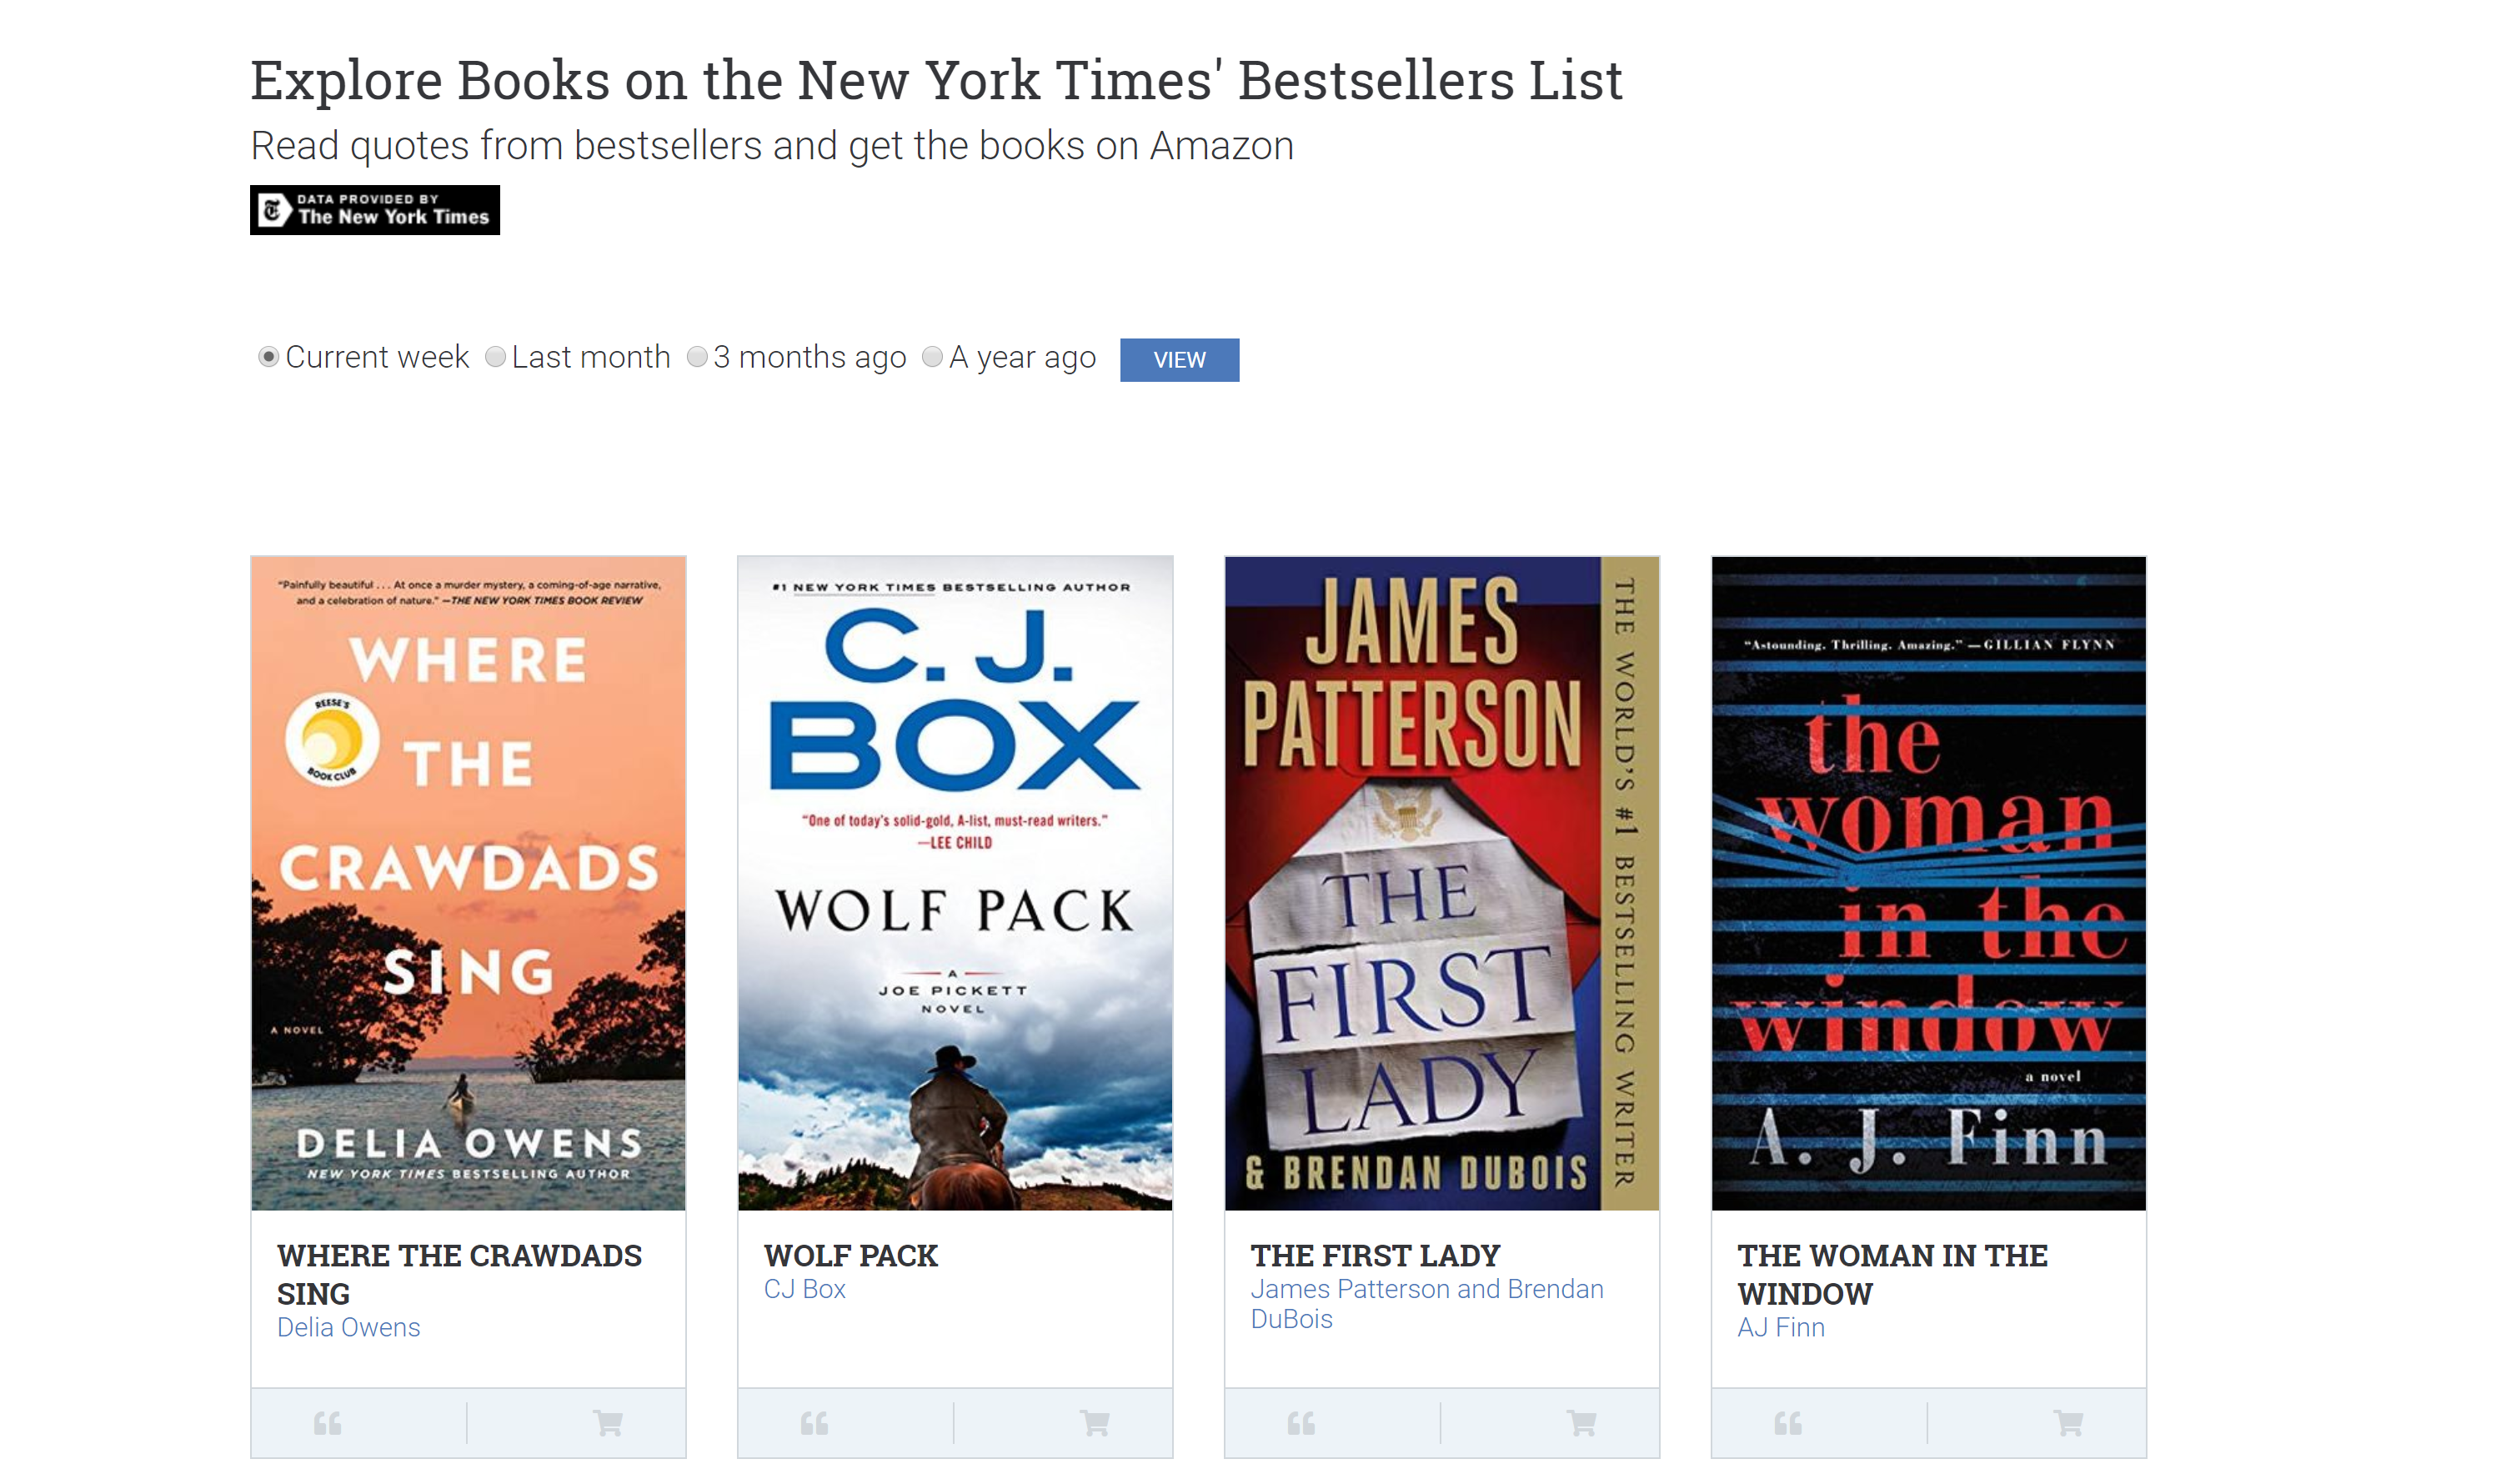 Explore Books on the New York Times' Bestsellers List
Read quotes from bestsellers and get the books on Amazon
DATA PROVIDED BY
The New York Times
Current week Last month 3 months ago A year ago VIEW
"Painfully beautiful . . . At once a murder mystery, a coming-of-age narrative,
and a celebration of nature." —THE NEW YORK TIMES BOOK REVIEW
WHERE
REESE'S
BOOK CLUB
THE
CRAWDADS
SING
A NOVEL
DELIA OWENS
NEW YORK TIMES BESTSELLING AUTHOR
WHERE THE CRAWDADS
SING
Delia Owens
#1 NEW YORK TIMES BESTSELLING AUTHOR
C. J.
BOX
"One of today's solid-gold, A-list, must-read writers."
—LEE CHILD
WOLF PACK
A
JOE PICKETT
NOVEL
WOLF PACK
CJ Box
JAMES
PATTERSON
THE WORLD'S #1 BESTSELLING WRITER
THE
FIRST
LADY
& BRENDAN DUBOIS
THE FIRST LADY
James Patterson and Brendan
DuBois
"Astounding. Thrilling. Amazing." —GILLIAN FLYNN
the
woman
in the
window
a novel
A. J. Finn
THE WOMAN IN THE
WINDOW
AJ Finn